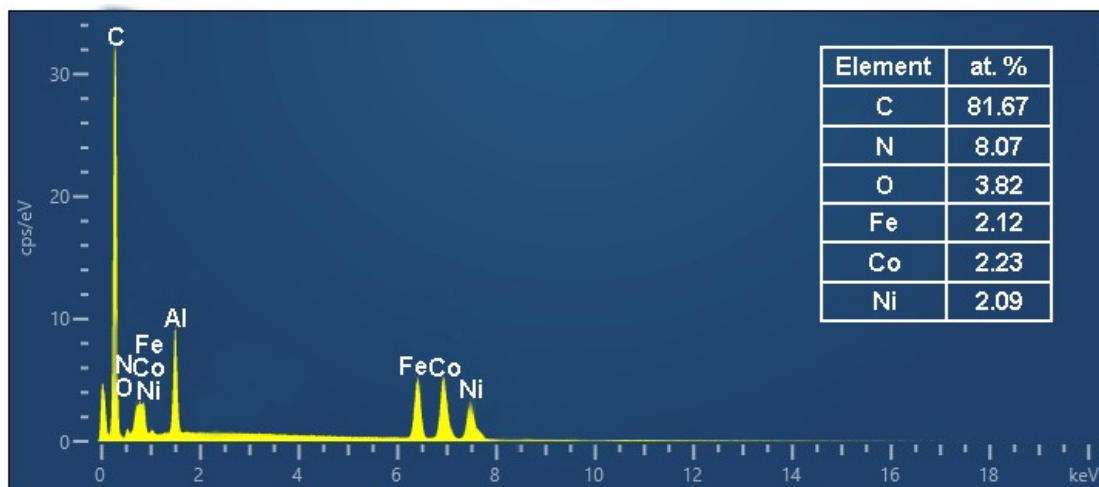 C
30
20
10
0
cps/eV
N
O
Fe
Co
Ni
Al
Fe
Co
Ni
0 2 4 6 8 10 12 14 16 18 keV
Element at. %
C 81.67
N 8.07
O 3.82
Fe 2.12
Co 2.23
Ni 2.09